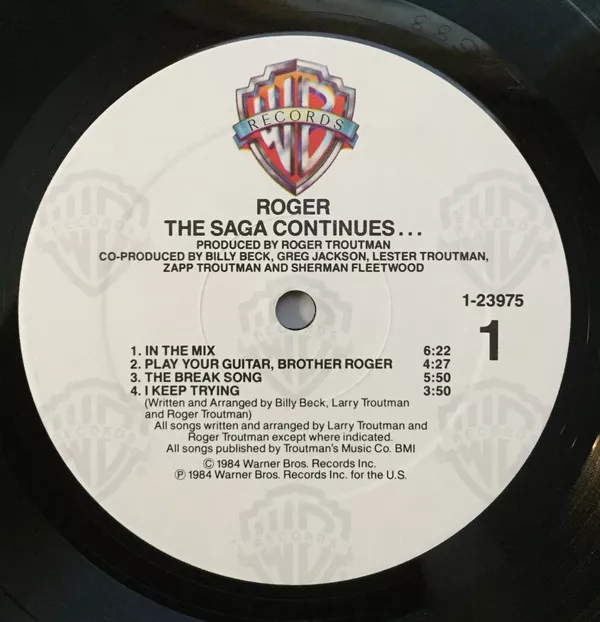 RECORDS
ROGER
THE SAGA CONTINUES...
PRODUCED BY ROGER TROUTMAN
CO-PRODUCED BY BILLY BECK, GREG JACKSON, LESTER TROUTMAN,
ZAPP TROUTMAN AND SHERMAN FLEETWOOD
1-23975
1
1. IN THE MIX 6:22
2. PLAY YOUR GUITAR, BROTHER ROGER 4:27
3. THE BREAK SONG 5:50
4. I KEEP TRYING 3:50
(Written and Arranged by Billy Beck, Larry Troutman
and Roger Troutman)
All songs written and arranged by Larry Troutman and
Roger Troutman except where indicated.
All songs published by Troutman's Music Co. BMI
© 1984 Warner Bros. Records Inc.
℗ 1984 Warner Bros. Records Inc. for the U.S.